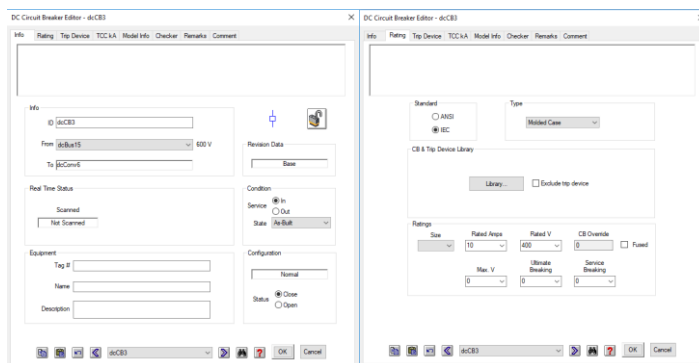 DC Circuit Breaker Editor - dcCB3
Info Rating Trip Device TCC kA Model Info Checker Remarks Comment
Info
ID dcCB3
From dcBus15 600 V
To dcConv6
Revision Data
Base
Real Time Status
Scanned
Not Scanned
Condition
Service In
Out
State As-Built
Equipment
Tag #
Name
Description
Configuration
Normal
Status Close
Open
dcCB3 OK Cancel
DC Circuit Breaker Editor - dcCB3
Info Rating Trip Device TCC kA Model Info Checker Remarks Comment
Standard
ANSI
IEC
Type
Molded Case
CB & Trip Device Library
Library... Exclude trip device
Ratings
Size Rated Amps Rated V CB Override
10 400 0 Fused
Max. V Ultimate Breaking Service Breaking
0 0 0
dcCB3 OK Cancel